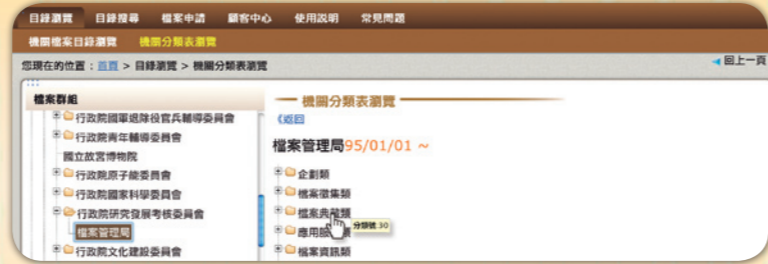 目錄瀏覽 目錄搜尋 檔案申請 顧客中心 使用說明 常見問題
機關檔案目錄瀏覽 機關分類表瀏覽
您現在的位置：首頁 > 目錄瀏覽 > 機關分類表瀏覽
回上一頁
檔案群組
行政院國軍退除役官兵輔導委員會
行政院青年輔導委員會
國立故宮博物院
行政院原子能委員會
行政院國家科學委員會
行政院研究發展考核委員會
檔案管理局
行政院文化建設委員會
機關分類表瀏覽
《返回
檔案管理局95/01/01 ~
企劃類
檔案徵集類
檔案典藏類
分類號:30
應用服 類
檔案資訊類